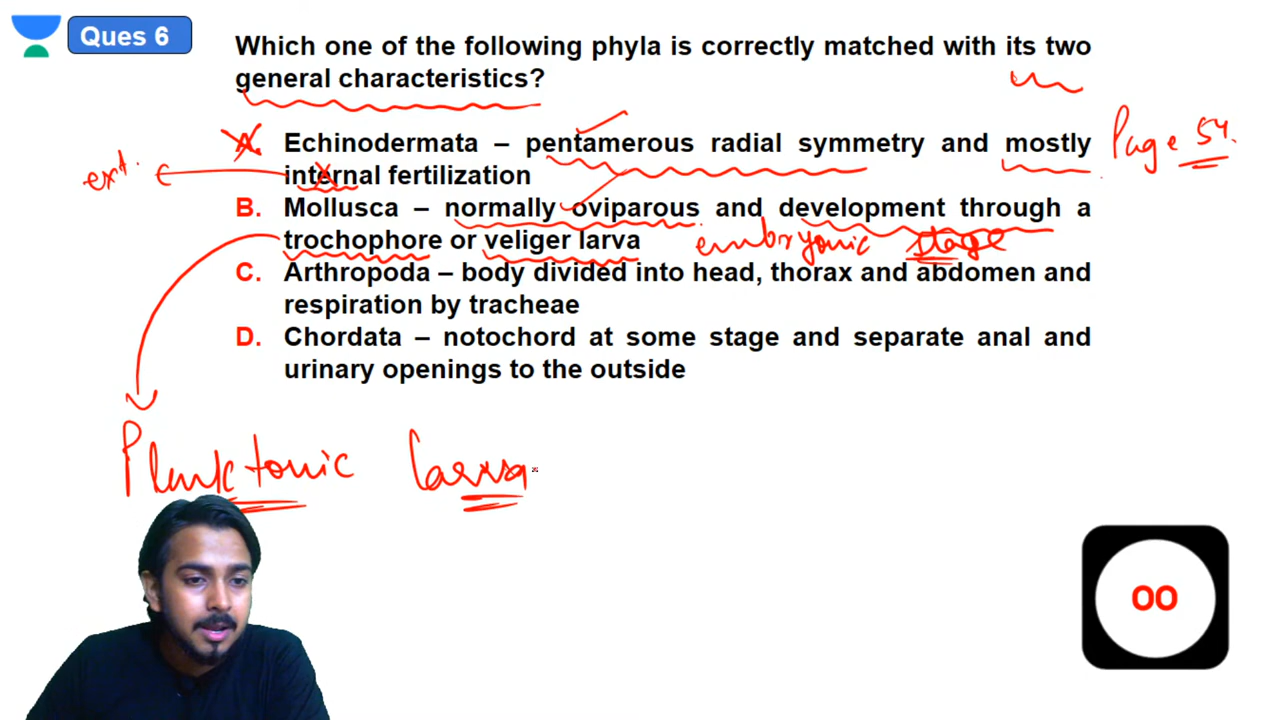 Ques 6
Which one of the following phyla is correctly matched with its two
general characteristics?
A. Echinodermata – pentamerous radial symmetry and mostly
internal fertilization
Page 54.
ext.
B. Mollusca – normally oviparous and development through a
trochophore or veliger larva
embryonic stage
C. Arthropoda – body divided into head, thorax and abdomen and
respiration by tracheae
D. Chordata – notochord at some stage and separate anal and
urinary openings to the outside
Planktonic larva
00